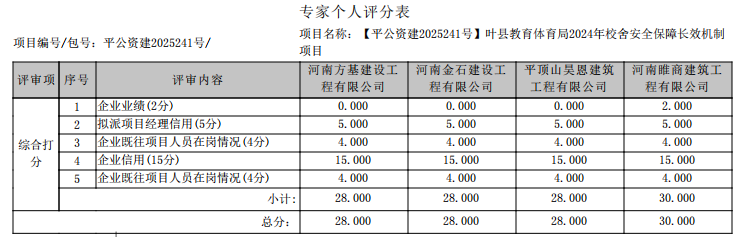 专家个人评分表
项目编号/包号：平公资建2025241号/
项目名称：【平公资建2025241号】叶县教育体育局2024年校舍安全保障长效机制
项目
评审项 序号 评审内容 河南方基建设工程有限公司 河南金石建设工程有限公司 平顶山昊恩建筑工程有限公司 河南睢商建筑工程有限公司
综合打分
1 企业业绩(2分) 0.000 0.000 0.000 2.000
2 拟派项目经理信用(5分) 5.000 5.000 5.000 5.000
3 企业既往项目人员在岗情况(4分) 4.000 4.000 4.000 4.000
4 企业信用(15分) 15.000 15.000 15.000 15.000
5 企业既往项目人员在岗情况(4分) 4.000 4.000 4.000 4.000
小计: 28.000 28.000 28.000 30.000
总分: 28.000 28.000 28.000 30.000